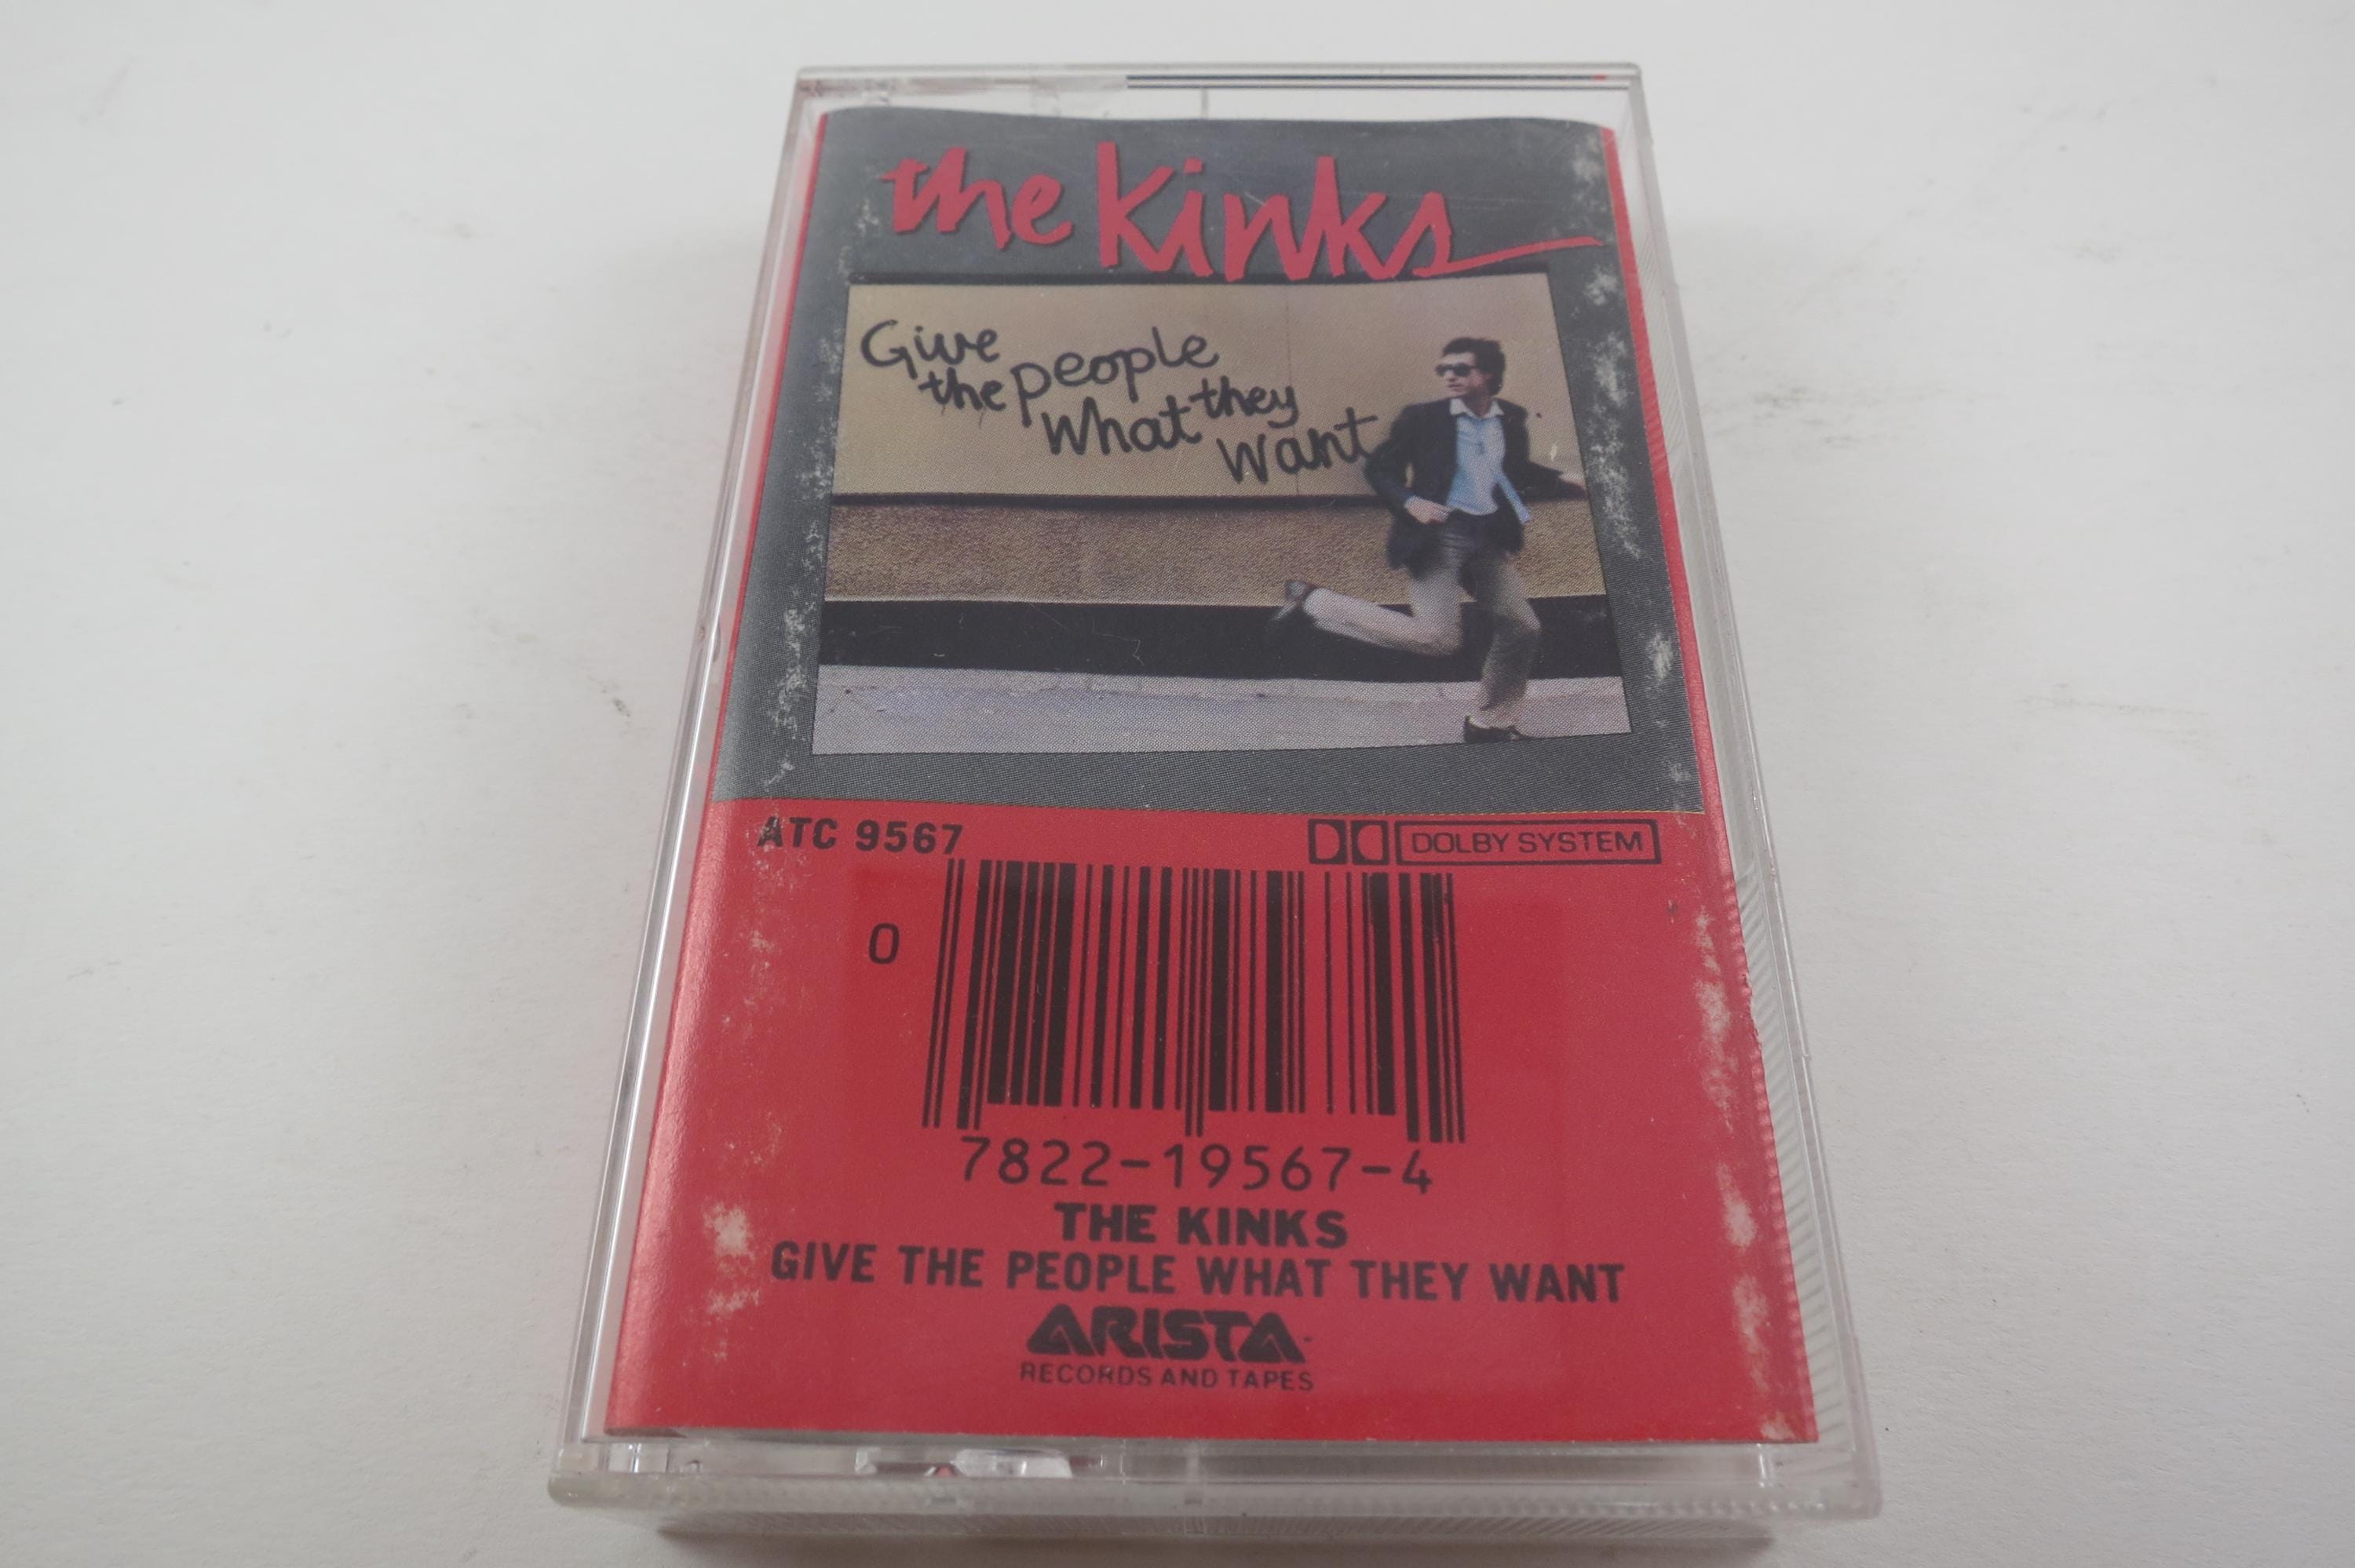 the Kinks
Give
the people
what they
want
ATC 9567
DOLBY SYSTEM
0
7822-19567-4
THE KINKS
GIVE THE PEOPLE WHAT THEY WANT
ARISTA
RECORDS AND TAPES